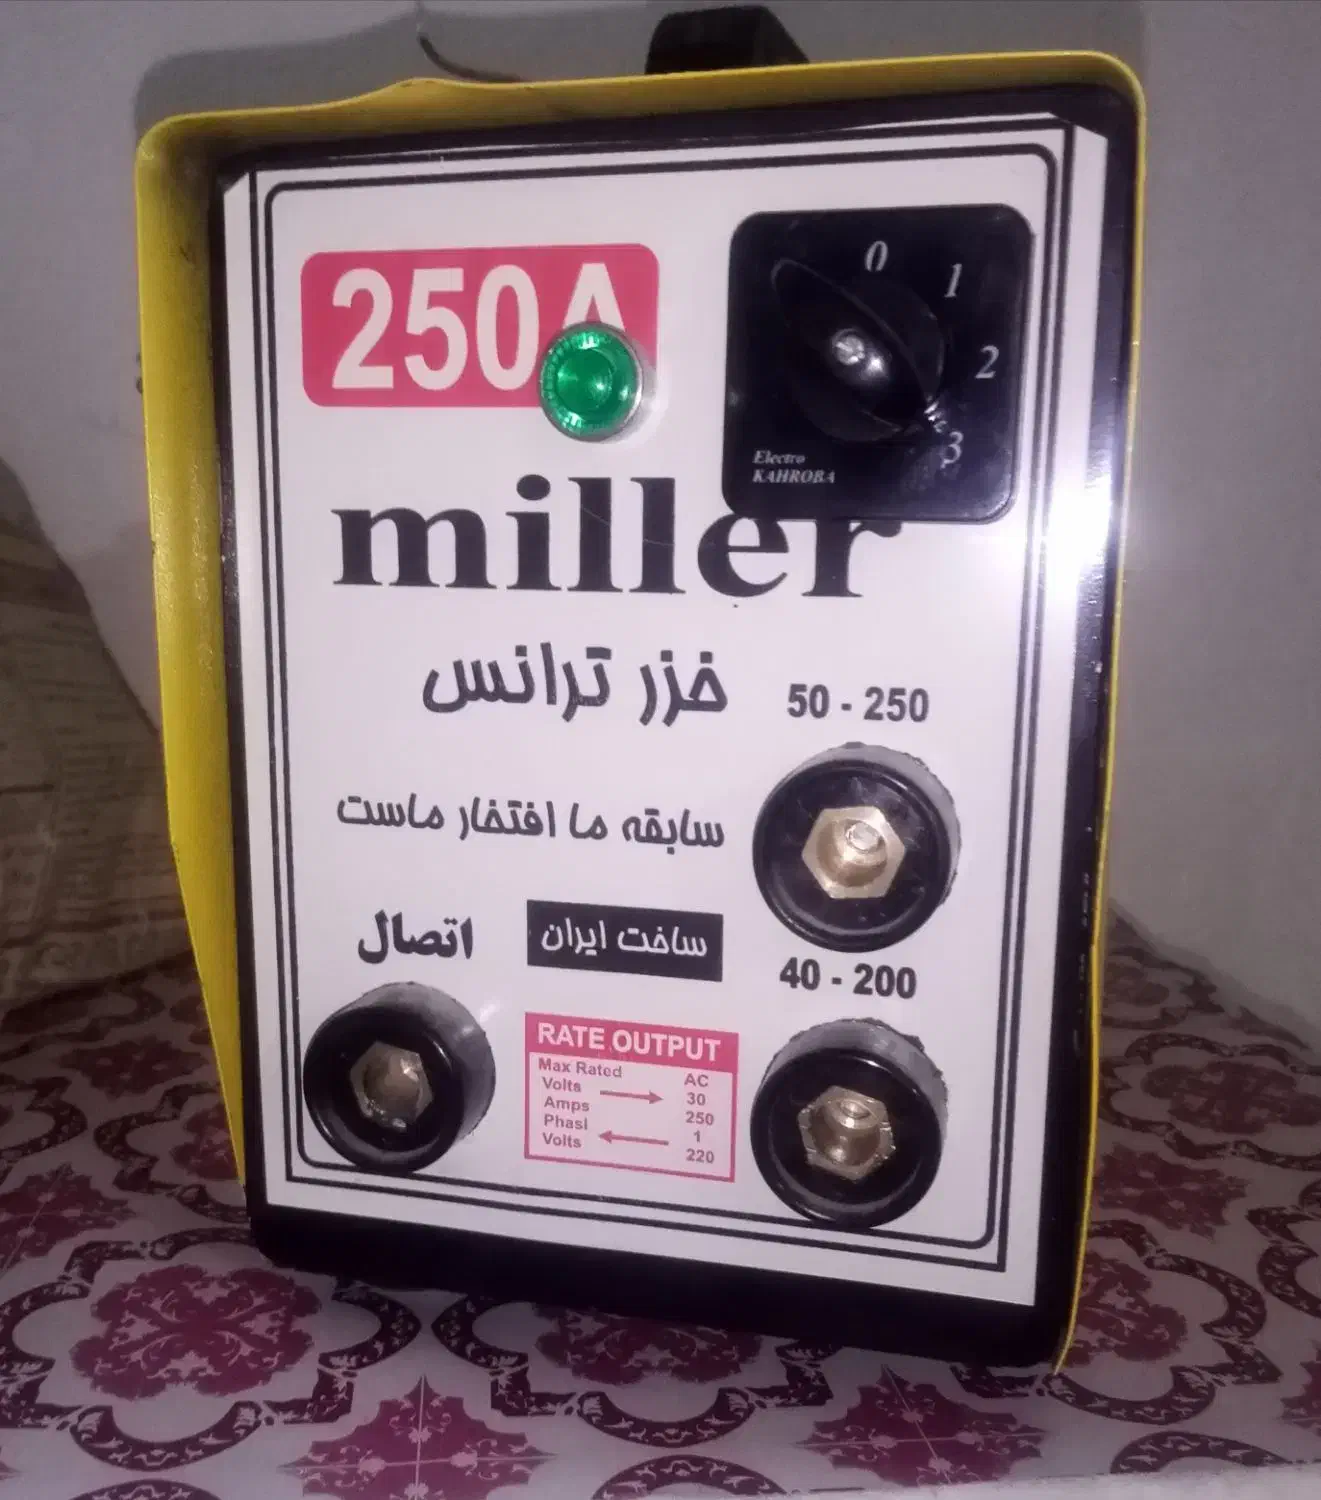 250A
0
1
2
3
Electro
KAHROBA
miller
خزر ترانس
50 - 250
سابقه ما افتخار ماست
اتصال
ساخت ایران
40 - 200
RATE OUTPUT
Max Rated AC
Volts 30
Amps 250
Phasl 1
Volts 220